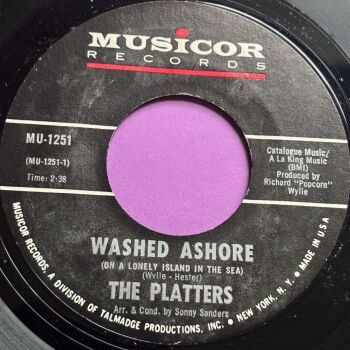 MUSICOR
RECORDS
MU-1251
(MU-1251-1)
Time: 2:38
Catalogue Music/
A La King Music
(BMI)
Produced by
Richard "Popcorn"
Wylie
WASHED ASHORE
(ON A LONELY ISLAND IN THE SEA)
(Wylie - Hester)
THE PLATTERS
Arr. & Cond. by Sonny Sanders
MUSICOR RECORDS, A DIVISION OF TALMADGE PRODUCTIONS, INC. • NEW YORK, N. Y. • MADE IN U.S.A.